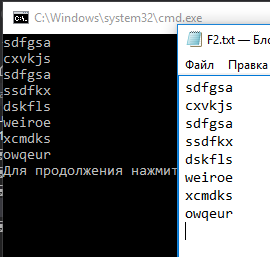 C:\Windows\system32\cmd.exe
sdfgsa
cxvkjs
sdfgsa
ssdfkx
dskfls
weiroe
xcmdks
owqeur
Для продолжения нажмит
F2.txt — Бло
Файл Правка
sdfgsa
cxvkjs
sdfgsa
ssdfkx
dskfls
weiroe
xcmdks
owqeur